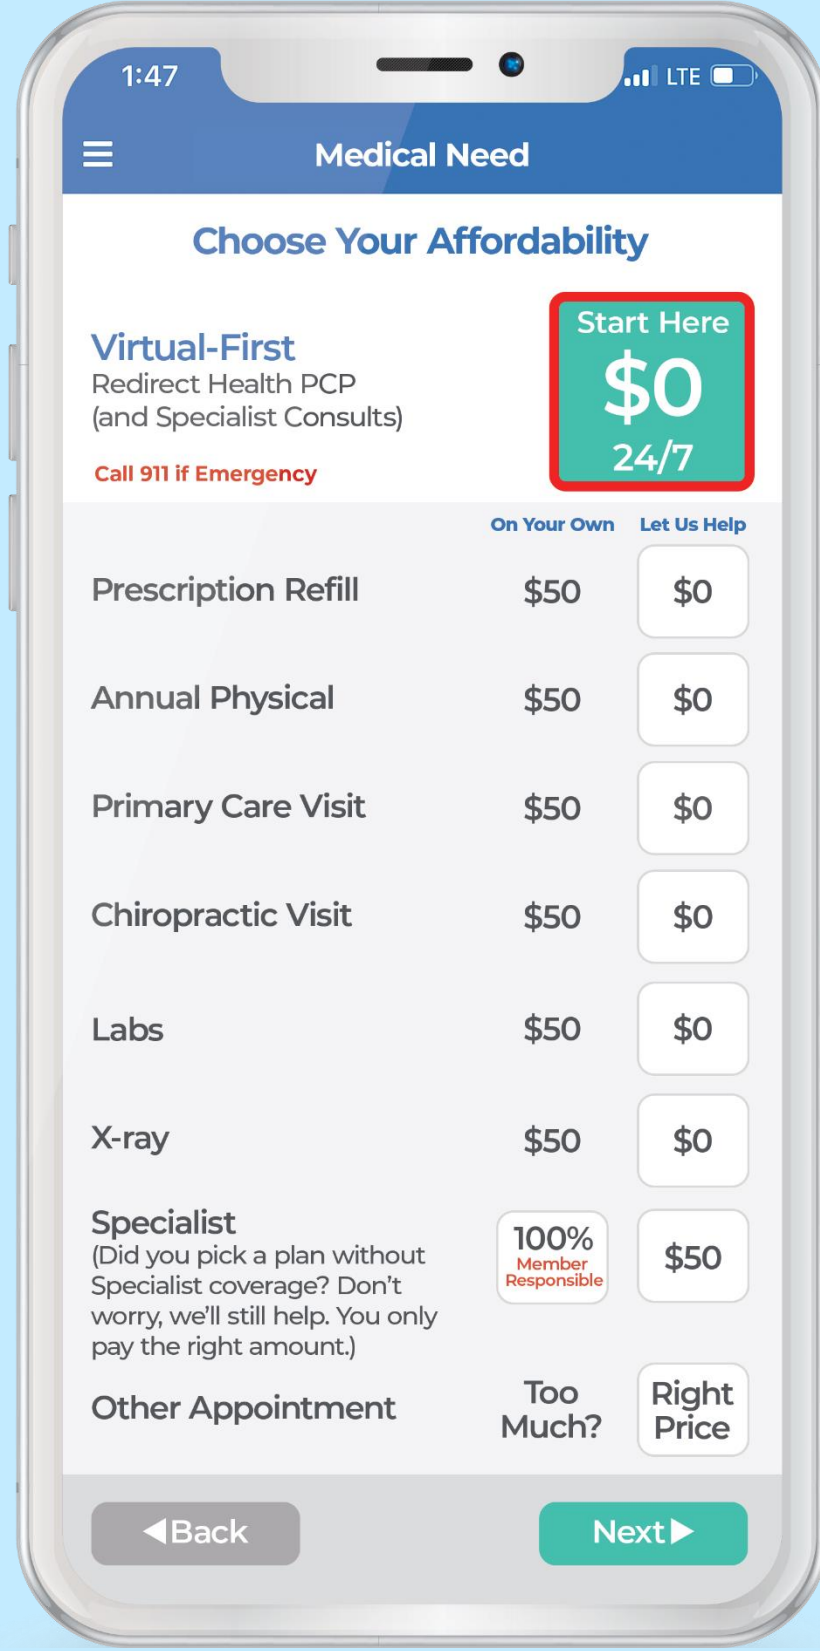 1:47
LTE
Medical Need
Choose Your Affordability
Virtual-First
Redirect Health PCP
(and Specialist Consults)
Call 911 if Emergency
Start Here
$0
24/7
On Your Own Let Us Help
Prescription Refill $50 $0
Annual Physical $50 $0
Primary Care Visit $50 $0
Chiropractic Visit $50 $0
Labs $50 $0
X-ray $50 $0
Specialist
(Did you pick a plan without
Specialist coverage? Don't
worry, we'll still help. You only
pay the right amount.)
100%
Member
Responsible
$50
Other Appointment
Too
Much?
Right
Price
◀Back
Next▶